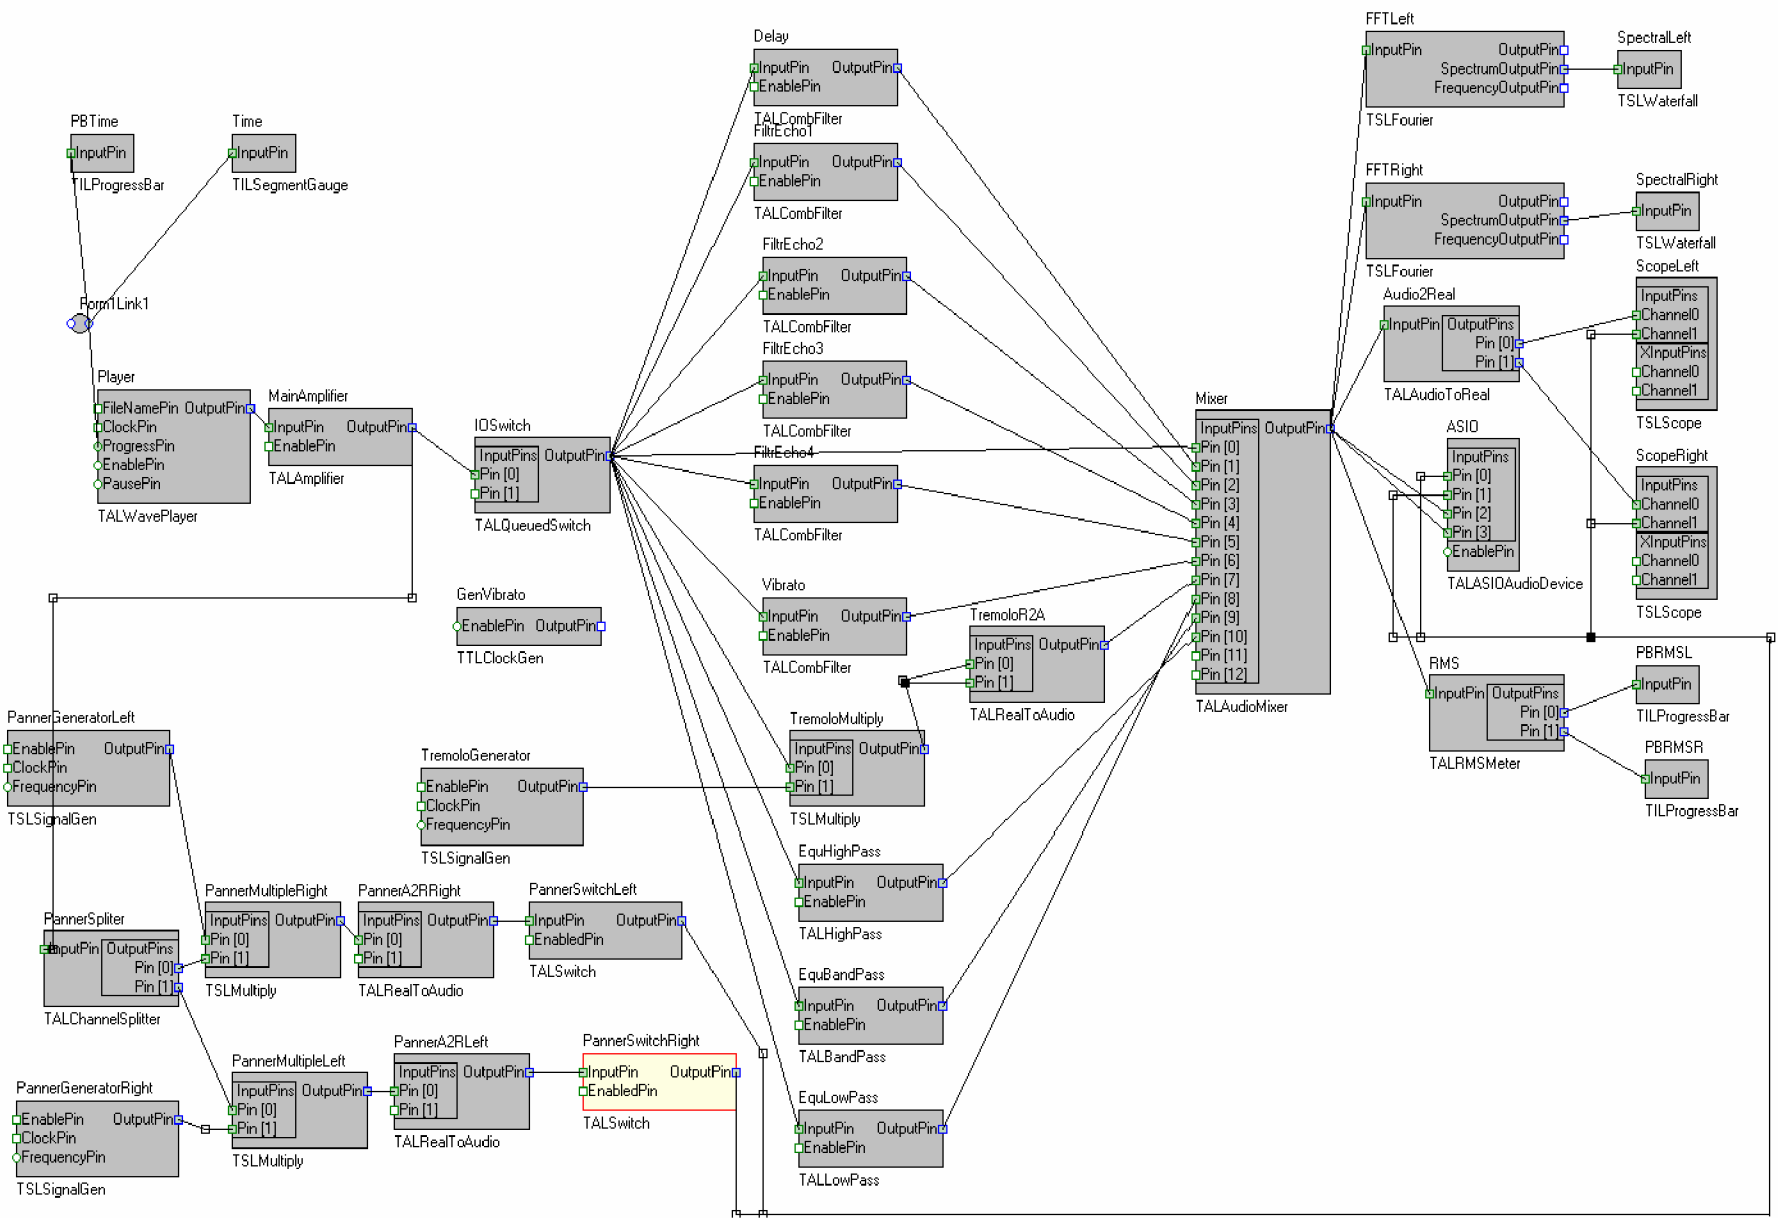 PBTime
InputPin
TILProgressBar
Time
InputPin
TILSegmentGauge
Form1Link1
Player
FileNamePin OutputPin
ClockPin
ProgressPin
EnablePin
PausePin
TALWavePlayer
MainAmplifier
InputPin OutputPin
EnablePin
TALAmplifier
IOSwitch
InputPins OutputPin
Pin [0]
Pin [1]
TALQueuedSwitch
GenVibrato
EnablePin OutputPin
TTLClockGen
PannerGeneratorLeft
EnablePin OutputPin
ClockPin
FrequencyPin
TSLSignalGen
TremoloGenerator
EnablePin OutputPin
ClockPin
FrequencyPin
TSLSignalGen
PannerSpliter
InputPin OutputPins
Pin [0]
Pin [1]
TALChannelSplitter
PannerMultipleRight
InputPins OutputPin
Pin [0]
Pin [1]
TSLMultiply
PannerA2RRight
InputPins OutputPin
Pin [0]
Pin [1]
TALRealToAudio
PannerSwitchLeft
InputPin OutputPin
EnabledPin
TALSwitch
PannerGeneratorRight
EnablePin OutputPin
ClockPin
FrequencyPin
TSLSignalGen
PannerMultipleLeft
InputPins OutputPin
Pin [0]
Pin [1]
TSLMultiply
PannerA2RLeft
InputPins OutputPin
Pin [0]
Pin [1]
TALRealToAudio
PannerSwitchRight
InputPin OutputPin
EnabledPin
TALSwitch
Delay
InputPin OutputPin
EnablePin
TALCombFilter
FiltrEcho1
InputPin OutputPin
EnablePin
TALCombFilter
FiltrEcho2
InputPin OutputPin
EnablePin
TALCombFilter
FiltrEcho3
InputPin OutputPin
EnablePin
TALCombFilter
FiltrEcho4
InputPin OutputPin
EnablePin
TALCombFilter
Vibrato
InputPin OutputPin
EnablePin
TALCombFilter
TremoloR2A
InputPins OutputPin
Pin [0]
Pin [1]
TALRealToAudio
TremoloMultiply
InputPins OutputPin
Pin [0]
Pin [1]
TSLMultiply
EquHighPass
InputPin OutputPin
EnablePin
TALHighPass
EquBandPass
InputPin OutputPin
EnablePin
TALBandPass
EquLowPass
InputPin OutputPin
EnablePin
TALLowPass
Mixer
InputPins OutputPin
Pin [0]
Pin [1]
Pin [2]
Pin [3]
Pin [4]
Pin [5]
Pin [6]
Pin [7]
Pin [8]
Pin [9]
Pin [10]
Pin [11]
Pin [12]
TALAudioMixer
FFTLeft
InputPin OutputPin
SpectrumOutputPin
FrequencyOutputPin
TSLFourier
SpectralLeft
InputPin
TSLWaterfall
FFTRight
InputPin OutputPin
SpectrumOutputPin
FrequencyOutputPin
TSLFourier
SpectralRight
InputPin
TSLWaterfall
Audio2Real
InputPin OutputPins
Pin [0]
Pin [1]
TALAudioToReal
ScopeLeft
InputPins
Channel0
Channel1
XInputPins
Channel0
Channel1
TSLScope
ASIO
InputPins
Pin [0]
Pin [1]
Pin [2]
Pin [3]
EnablePin
TALASIOAudioDevice
ScopeRight
InputPins
Channel0
Channel1
XInputPins
Channel0
Channel1
TSLScope
RMS
InputPin OutputPins
Pin [0]
Pin [1]
TALRMSMeter
PBRMSL
InputPin
TILProgressBar
PBRMSR
InputPin
TILProgressBar